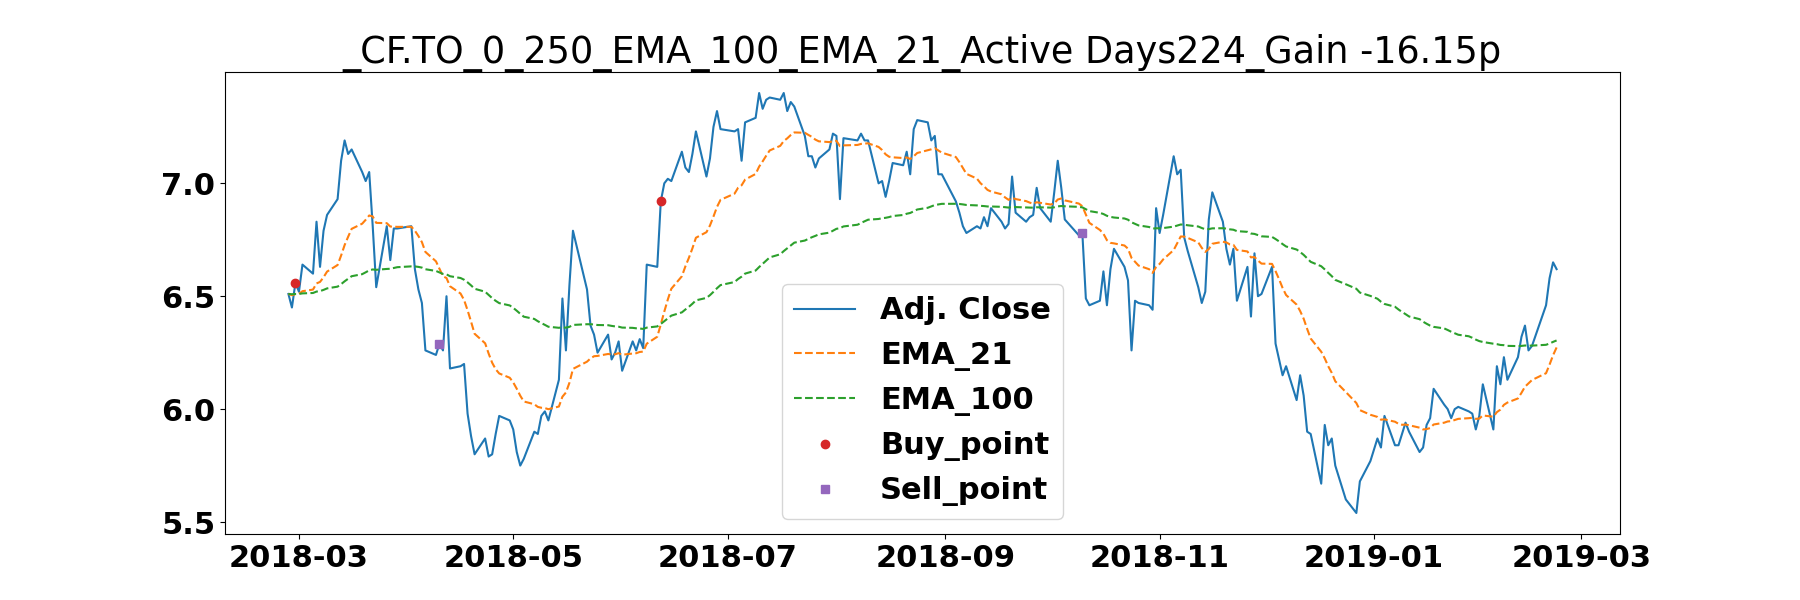 _CF.TO_0_250_EMA_100_EMA_21_Active Days224_Gain -16.15p
7.0
6.5
6.0
5.5
Adj. Close
EMA_21
EMA_100
Buy_point
Sell_point
2018-03 2018-05 2018-07 2018-09 2018-11 2019-01 2019-03